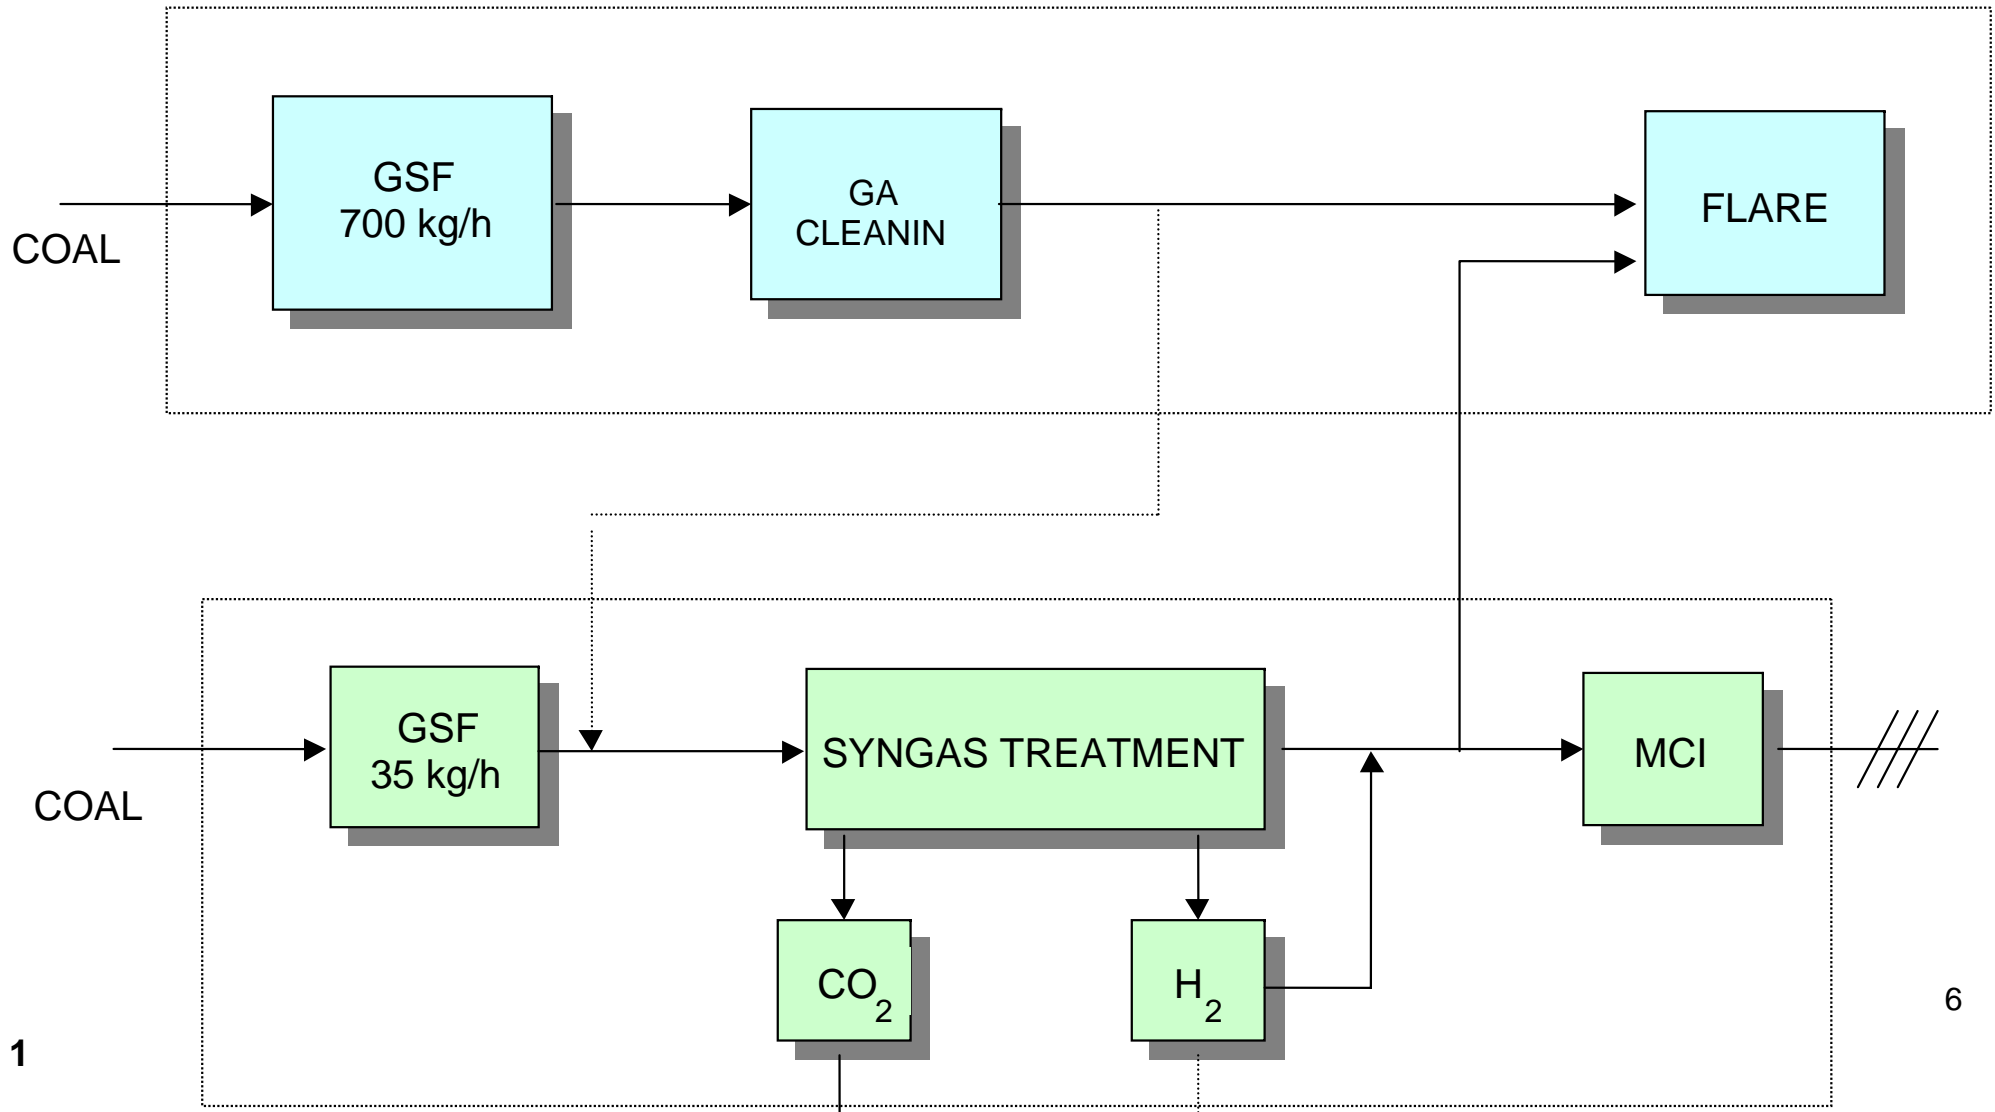 GSF
700 kg/h
GA
CLEANIN
FLARE
COAL
GSF
35 kg/h
SYNGAS TREATMENT
MCI
COAL
CO2
H2
6
1